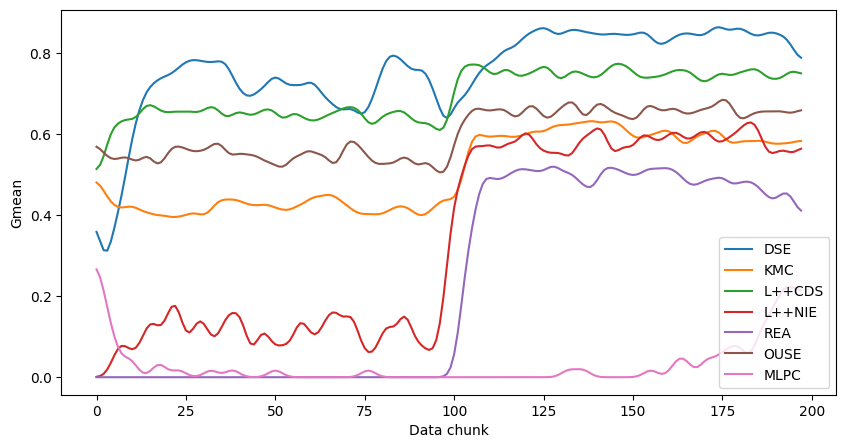 Gmean
0.8
0.6
0.4
0.2
0.0
0
25
50
75
100
125
150
175
200
Data chunk
DSE
KMC
L++CDS
L++NIE
REA
OUSE
MLPC